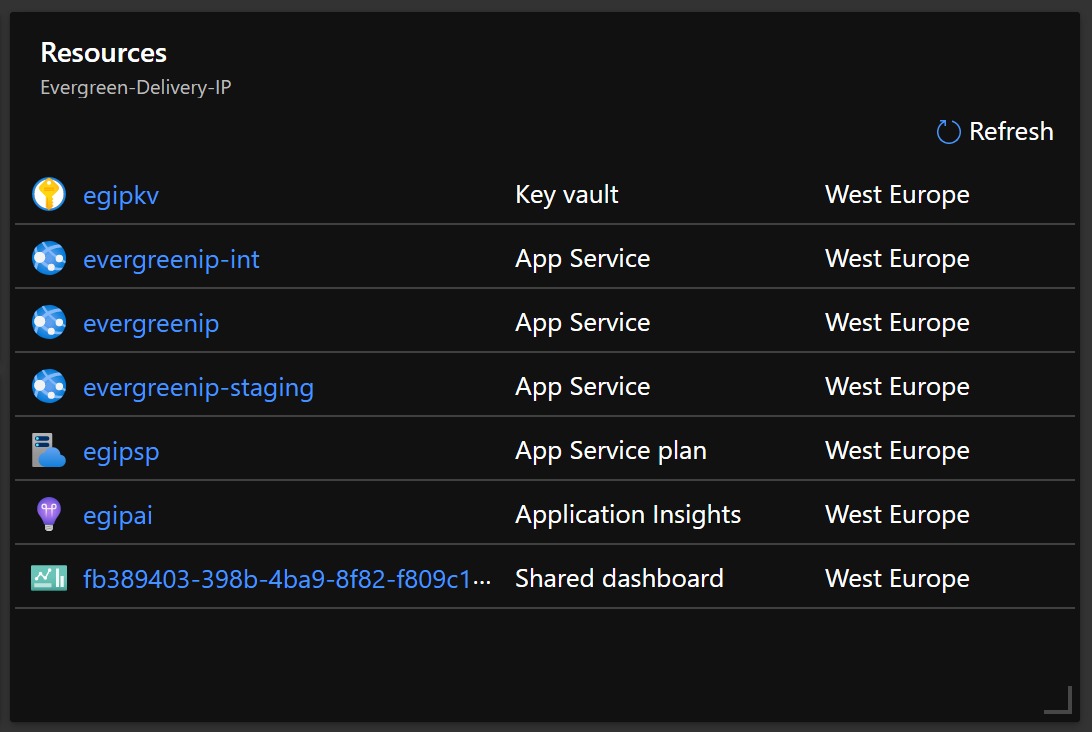 Resources
Evergreen-Delivery-IP
Refresh
egipkv Key vault West Europe
evergreenip-int App Service West Europe
evergreenip App Service West Europe
evergreenip-staging App Service West Europe
egipsp App Service plan West Europe
egipai Application Insights West Europe
fb389403-398b-4ba9-8f82-f809c1... Shared dashboard West Europe